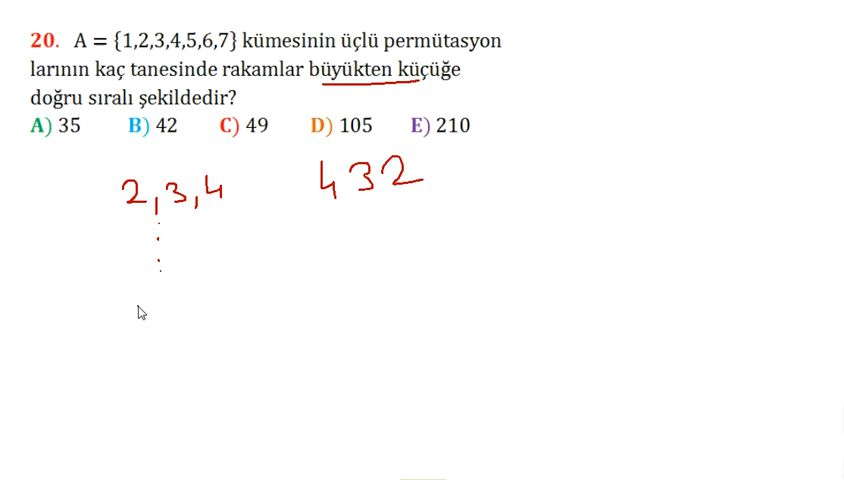 20. A = {1,2,3,4,5,6,7} kümesinin üçlü permütasyon
larının kaç tanesinde rakamlar büyükten küçüğe
doğru sıralı şekildedir?
A) 35 B) 42 C) 49 D) 105 E) 210
2,3,4 432